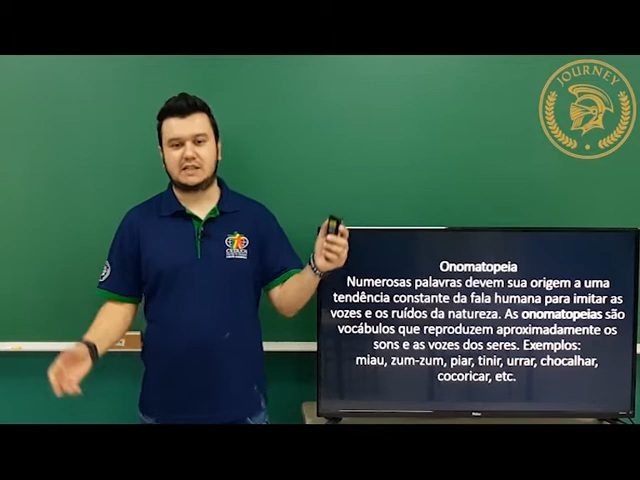 JOURNEY
Onomatopeia
Numerosas palavras devem sua origem a uma
tendência constante da fala humana para imitar as
vozes e os ruídos da natureza. As onomatopeias são
vocábulos que reproduzem aproximadamente os
sons e as vozes dos seres. Exemplos:
miau, zum-zum, piar, tinir, urrar, chocalhar,
cocoricar, etc.